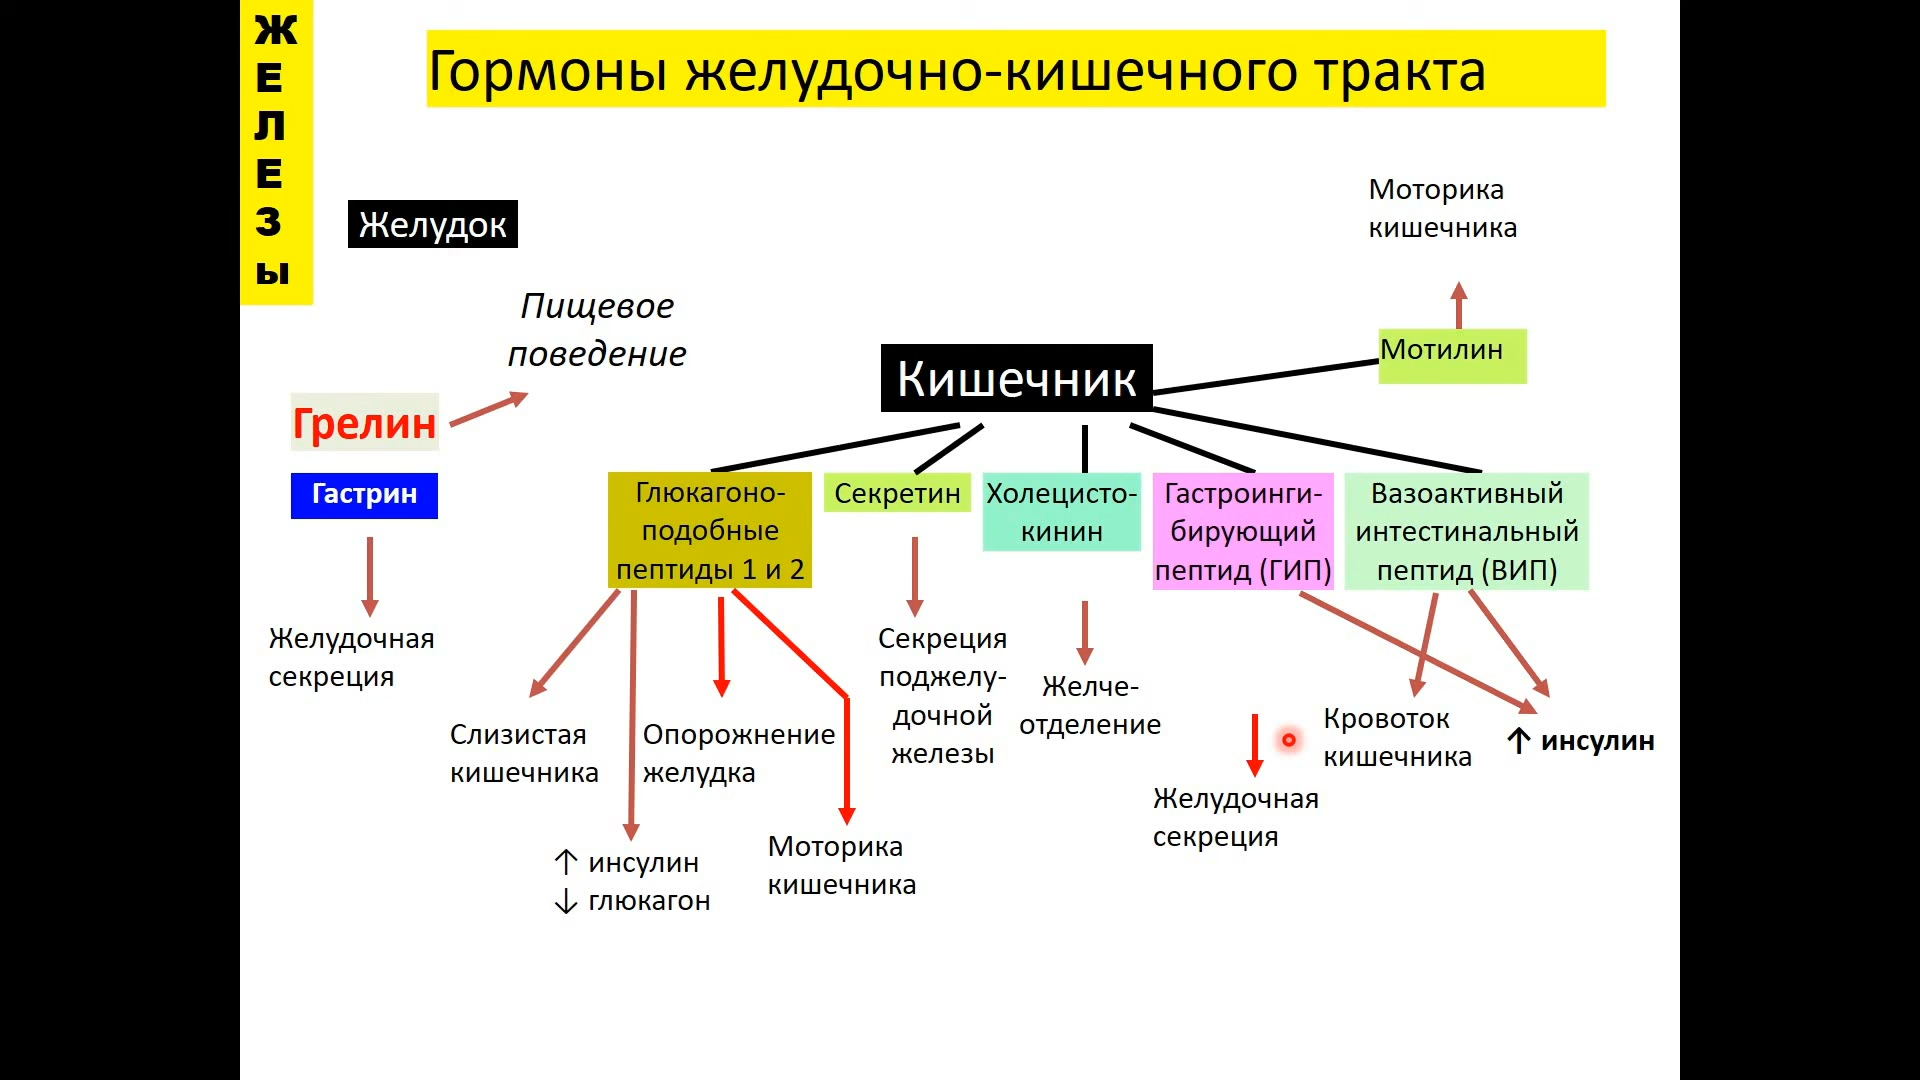 Ж
Е
Л
Е
З
ы
Гормоны желудочно-кишечного тракта
Желудок
Пищевое
поведение
Грелин
Гастрин
Желудочная
секреция
Моторика
кишечника
Мотилин
Кишечник
Глюкагоно-
подобные
пептиды 1 и 2
Секретин
Холецисто-
кинин
Гастроинги-
бирующий
пептид (ГИП)
Вазоактивный
интестинальный
пептид (ВИП)
Слизистая
кишечника
↑ инсулин
↓ глюкагон
Опорожнение
желудка
Моторика
кишечника
Секреция
поджелу-
дочной
железы
Желче-
отделение
Желудочная
секреция
Кровоток
кишечника
↑ инсулин